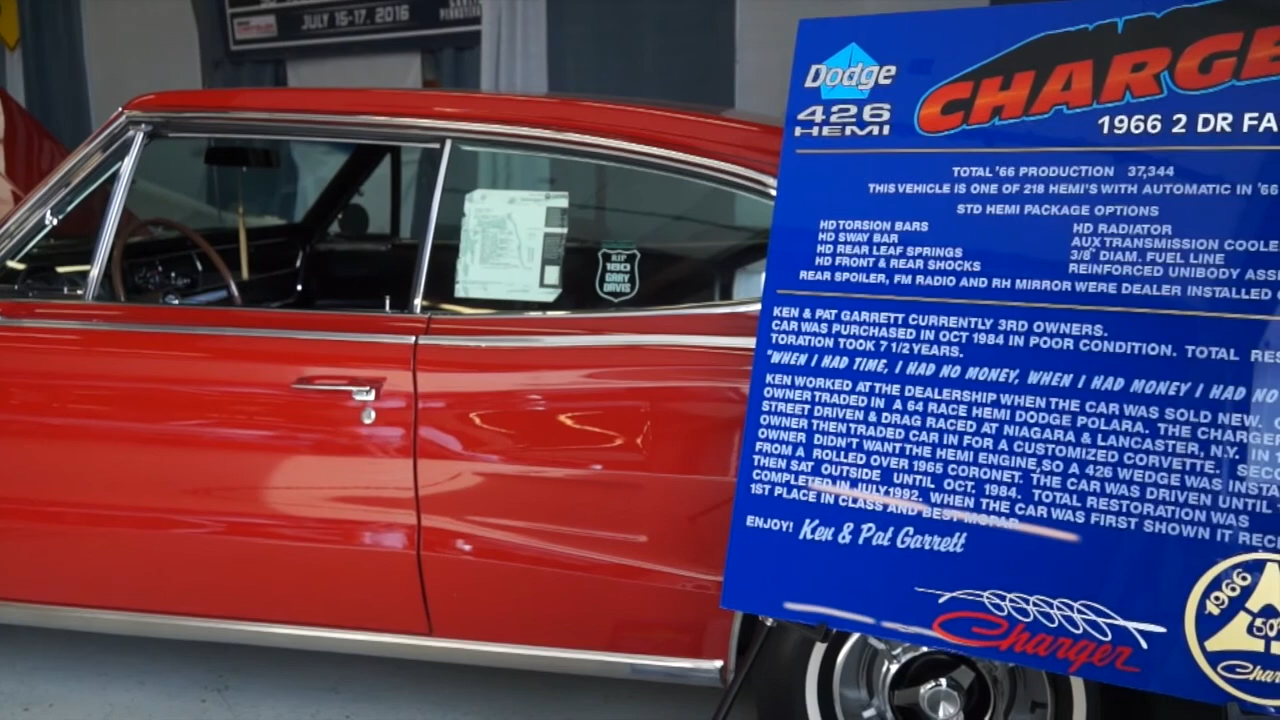 JULY 15-17. 2016
Dodge
426
HEMI
CHARGE
1966 2 DR FA
TOTAL '66 PRODUCTION 37,344
THIS VEHICLE IS ONE OF 218 HEMI'S WITH AUTOMATIC IN '66
STD HEMI PACKAGE OPTIONS
HD TORSION BARS
HD SWAY BAR
HD REAR LEAF SPRINGS
HD FRONT & REAR SHOCKS
HD RADIATOR
AUX TRANSMISSION COOLE
3/8" DIAM. FUEL LINE
REINFORCED UNIBODY ASS
REAR SPOILER, FM RADIO AND RH MIRROR WERE DEALER INSTALLED
KEN & PAT GARRETT CURRENTLY 3RD OWNERS.
CAR WAS PURCHASED IN OCT 1984 IN POOR CONDITION. TOTAL RES
TORATION TOOK 7 1/2 YEARS.
"WHEN I HAD TIME, I HAD NO MONEY, WHEN I HAD MONEY I HAD NO
KEN WORKED AT THE DEALERSHIP WHEN THE CAR WAS SOLD NEW.
OWNER TRADED IN A 64 RACE HEMI DODGE POLARA. THE CHARGER
STREET DRIVEN & DRAG RACED AT NIAGARA & LANCASTER, N.Y. IN
OWNER THEN TRADED CAR IN FOR A CUSTOMIZED CORVETTE. SECO
OWNER DIDN'T WANT THE HEMI ENGINE, SO A 426 WEDGE WAS INSTA
FROM A ROLLED OVER 1965 CORONET. THE CAR WAS DRIVEN UNTIL
THEN SAT OUTSIDE UNTIL OCT. 1984. TOTAL RESTORATION WAS
COMPLETED IN JULY 1992. WHEN THE CAR WAS FIRST SHOWN IT RECE
1ST PLACE IN CLASS AND BEST MOPAR
ENJOY! Ken & Pat Garrett
Charger
1966
50
Char
RIP
180
GRAY
DAVIS